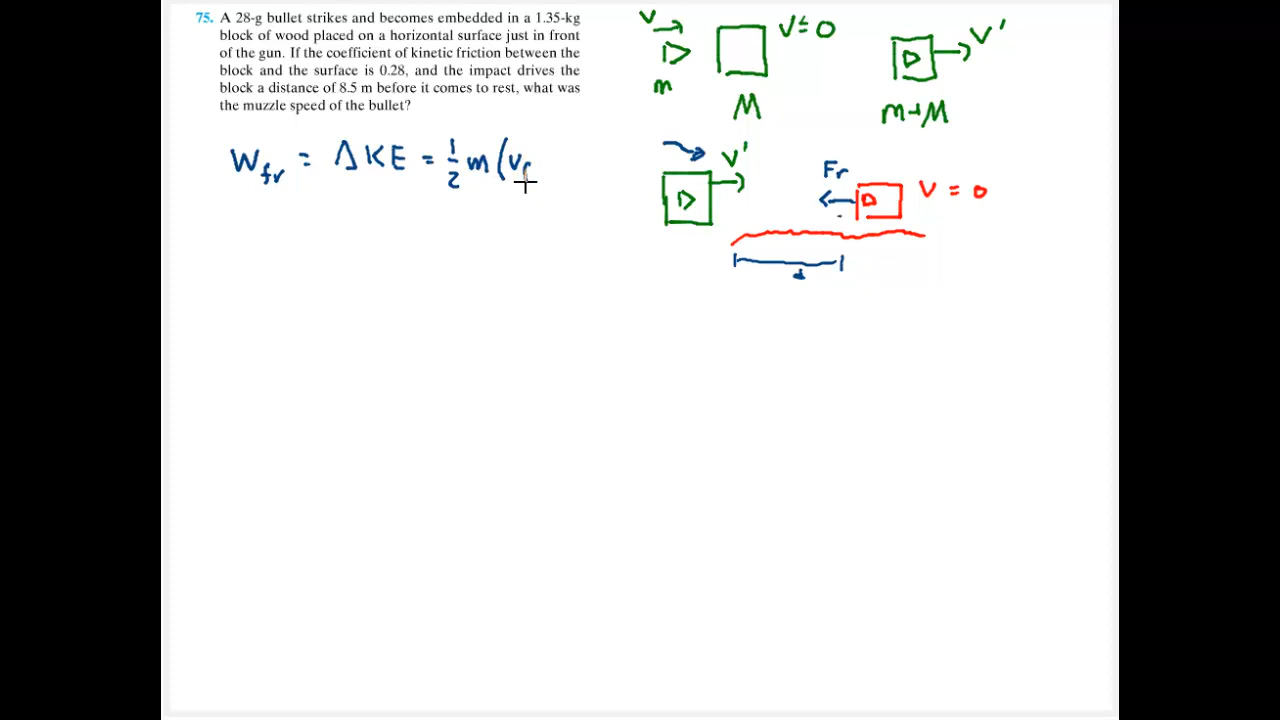 75. A 28-g bullet strikes and becomes embedded in a 1.35-kg
block of wood placed on a horizontal surface just in front
of the gun. If the coefficient of kinetic friction between the
block and the surface is 0.28, and the impact drives the
block a distance of 8.5 m before it comes to rest, what was
the muzzle speed of the bullet?
v
V = 0
v'
m
M
m+M
Wfr = ΔKE = 1/2 m (vf
v'
Fr
v = 0
d